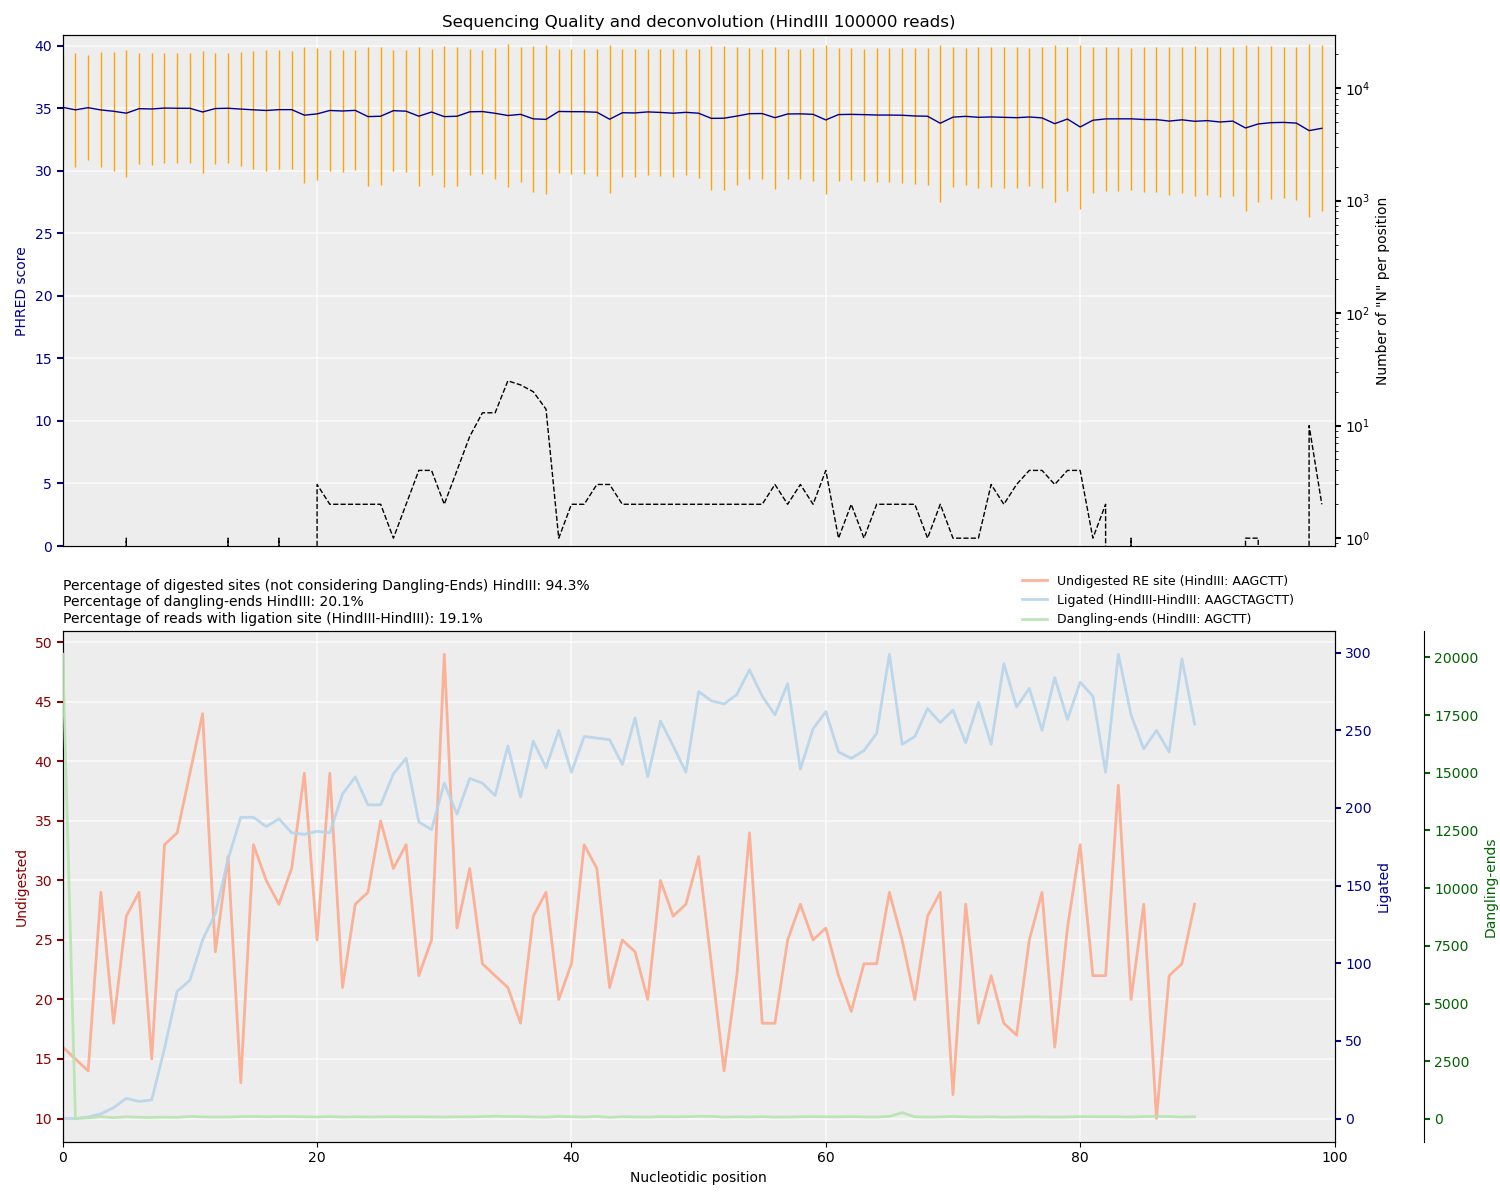 Sequencing Quality and deconvolution (HindIII 100000 reads)
40
35
30
25
20
15
10
5
0
PHRED score
10^4
10^3
10^2
10^1
10^0
Number of "N" per position
Percentage of digested sites (not considering Dangling-Ends) HindIII: 94.3%
Percentage of dangling-ends HindIII: 20.1%
Percentage of reads with ligation site (HindIII-HindIII): 19.1%
Undigested RE site (HindIII: AAGCTT)
Ligated (HindIII-HindIII: AAGCTAGCTT)
Dangling-ends (HindIII: AGCTT)
50
45
40
35
30
25
20
15
10
Undigested
300
250
200
150
100
50
0
Ligated
20000
17500
15000
12500
10000
7500
5000
2500
0
Dangling-ends
0 20 40 60 80 100
Nucleotidic position